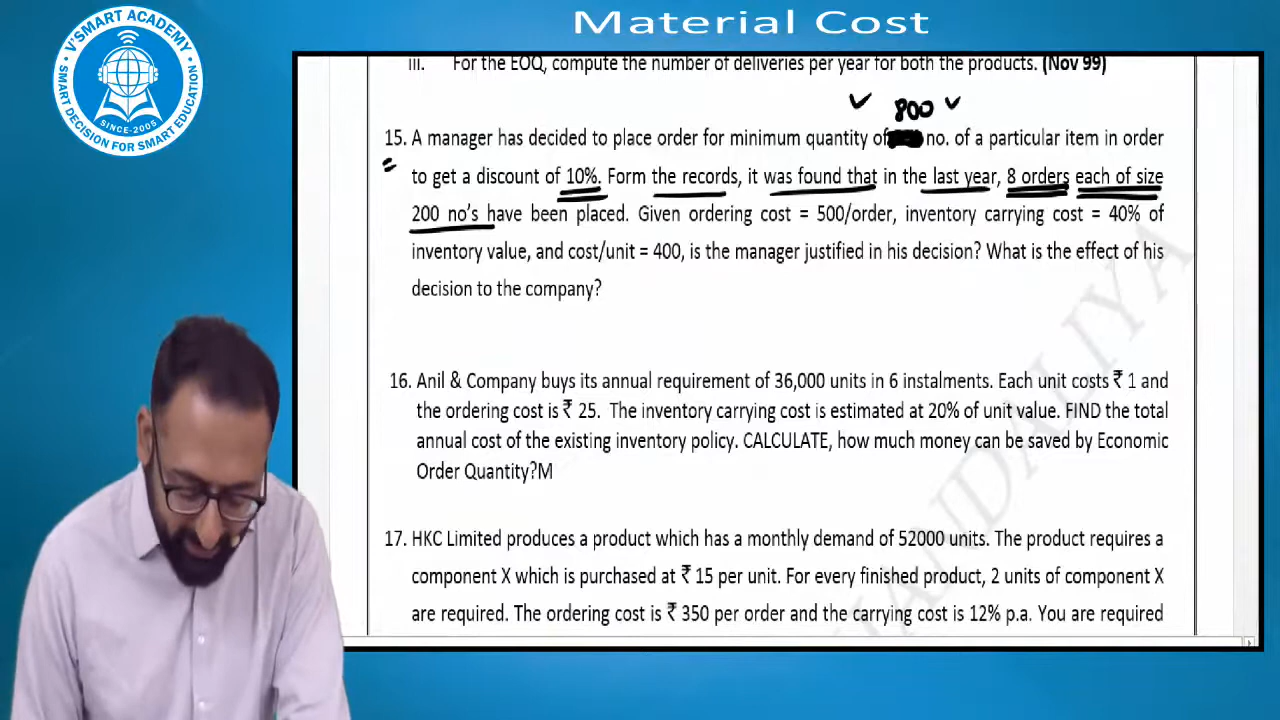 Material Cost
V'SMART ACADEMY
SMART DECISION FOR SMART EDUCATION
SINCE-2005
iii. For the EOQ, compute the number of deliveries per year for both the products. (Nov 99)
800
15. A manager has decided to place order for minimum quantity of no. of a particular item in order
to get a discount of 10%. Form the records, it was found that in the last year, 8 orders each of size
200 no's have been placed. Given ordering cost = 500/order, inventory carrying cost = 40% of
inventory value, and cost/unit = 400, is the manager justified in his decision? What is the effect of his
decision to the company?
16. Anil & Company buys its annual requirement of 36,000 units in 6 instalments. Each unit costs ₹ 1 and
the ordering cost is ₹ 25. The inventory carrying cost is estimated at 20% of unit value. FIND the total
annual cost of the existing inventory policy. CALCULATE, how much money can be saved by Economic
Order Quantity?M
17. HKC Limited produces a product which has a monthly demand of 52000 units. The product requires a
component X which is purchased at ₹ 15 per unit. For every finished product, 2 units of component X
are required. The ordering cost is ₹ 350 per order and the carrying cost is 12% p.a. You are required